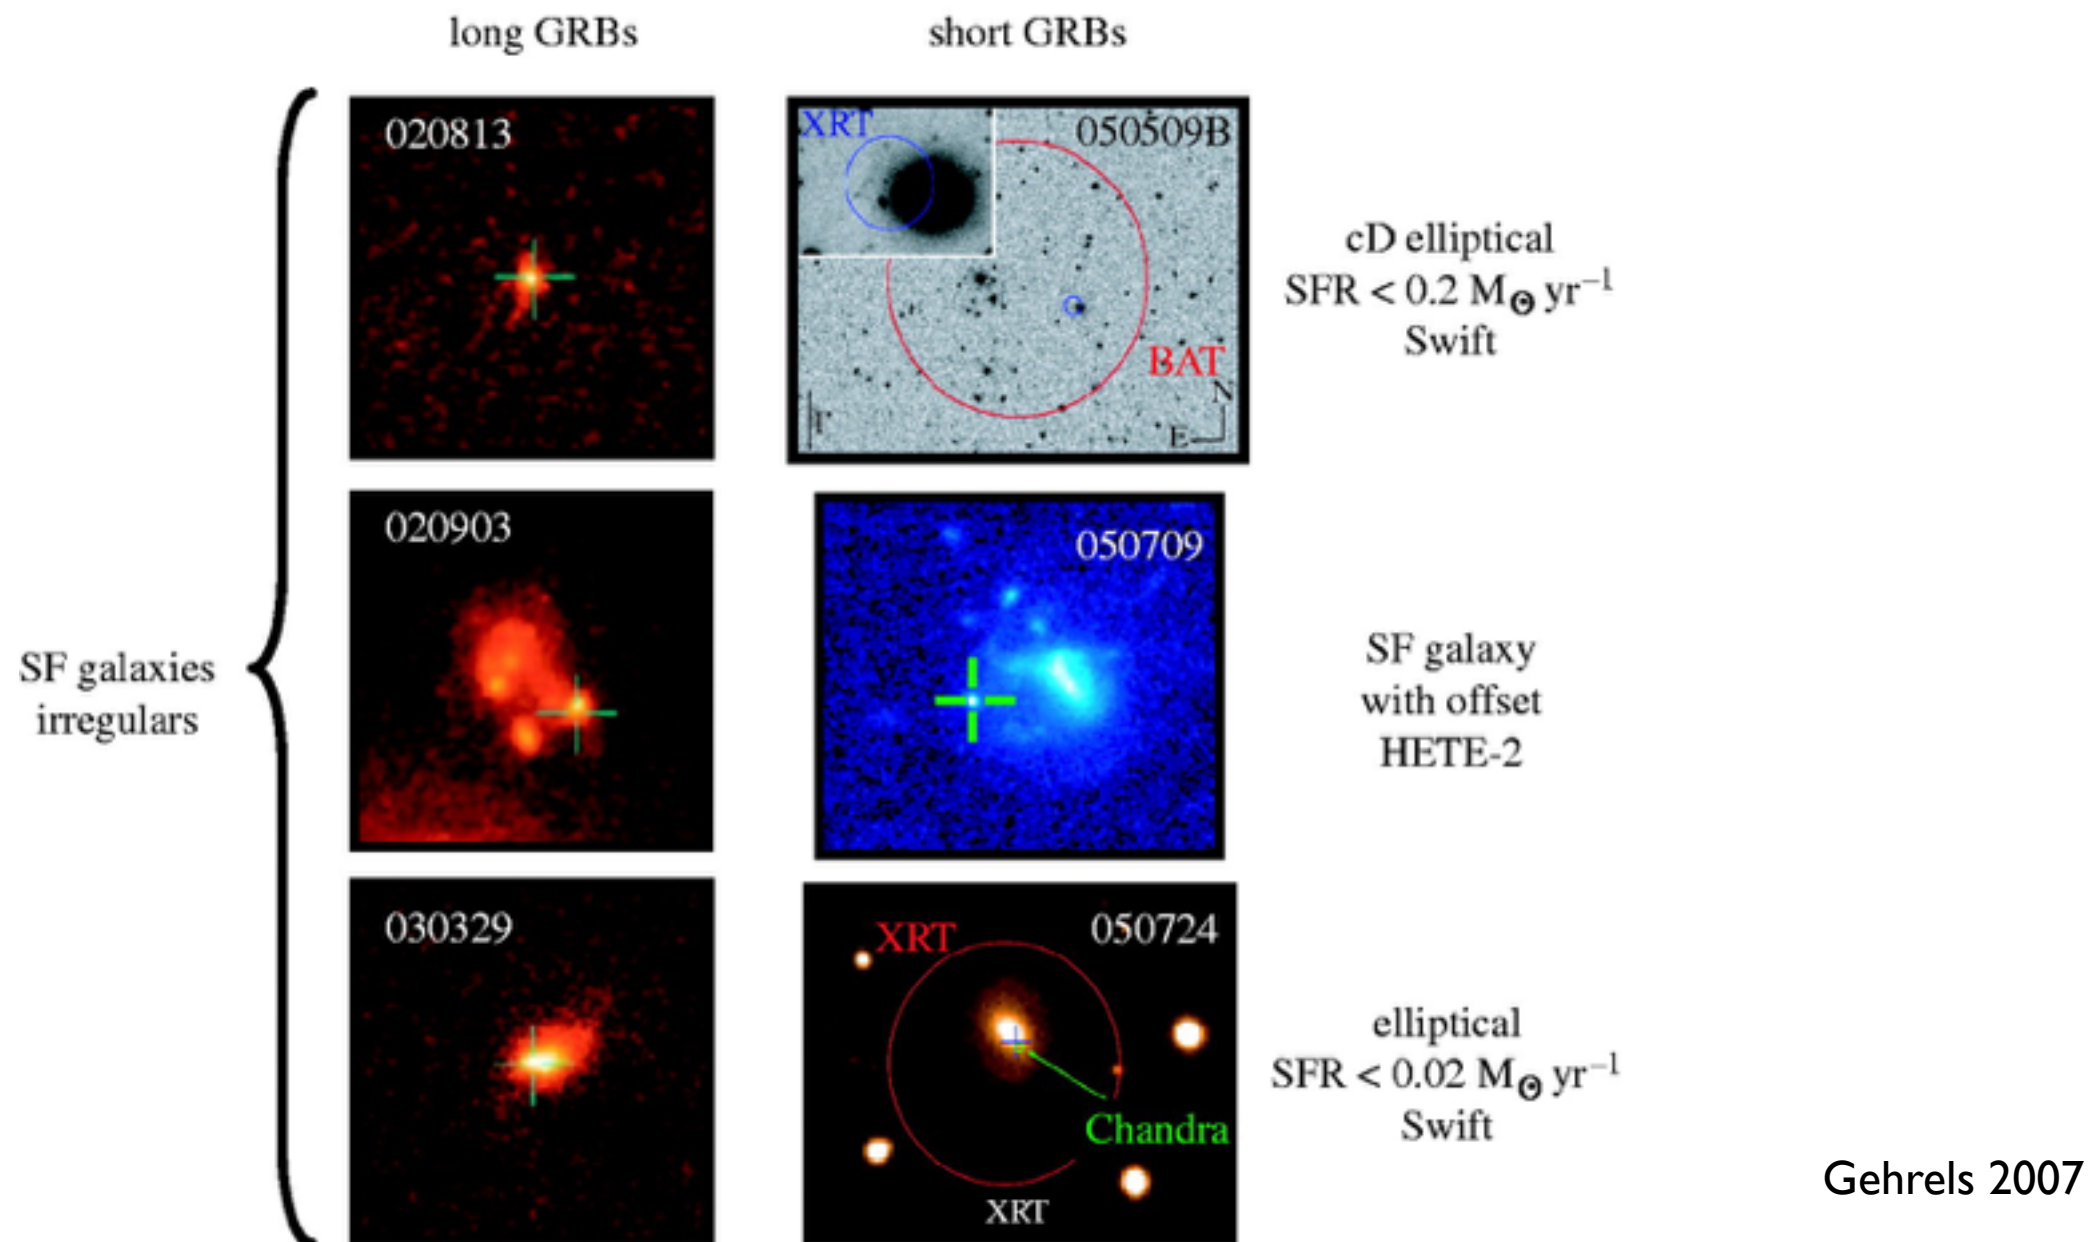 long GRBs
short GRBs
SF galaxies
irregulars
020813
XRT
050509B
BAT
N
E
cD elliptical
SFR < 0.2 M⊙ yr⁻¹
Swift
020903
050709
SF galaxy
with offset
HETE-2
030329
XRT
050724
Chandra
XRT
elliptical
SFR < 0.02 M⊙ yr⁻¹
Swift
Gehrels 2007